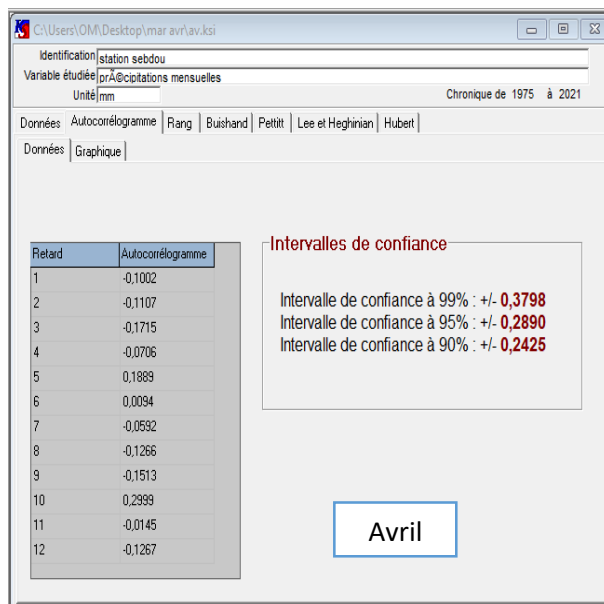 C:\Users\OM\Desktop\mar avr\av.ksi
Identification station sebdou
Variable étudiée prÃ©cipitations mensuelles
Unité mm Chronique de 1975 à 2021
Données Autocorrélogramme Rang Buishand Pettitt Lee et Heghinian Hubert
Données Graphique
Retard Autocorrélogramme
1 -0,1002
2 -0,1107
3 -0,1715
4 -0,0706
5 0,1889
6 0,0094
7 -0,0592
8 -0,1266
9 -0,1513
10 0,2999
11 -0,0145
12 -0,1267
Intervalles de confiance
Intervalle de confiance à 99% : +/- 0,3798
Intervalle de confiance à 95% : +/- 0,2890
Intervalle de confiance à 90% : +/- 0,2425
Avril